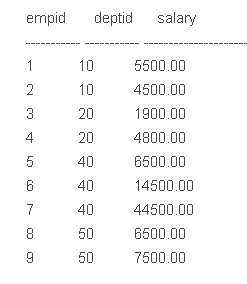 empid deptid salary
----------- ----------- ---------------------
1 10 5500.00
2 10 4500.00
3 20 1900.00
4 20 4800.00
5 40 6500.00
6 40 14500.00
7 40 44500.00
8 50 6500.00
9 50 7500.00